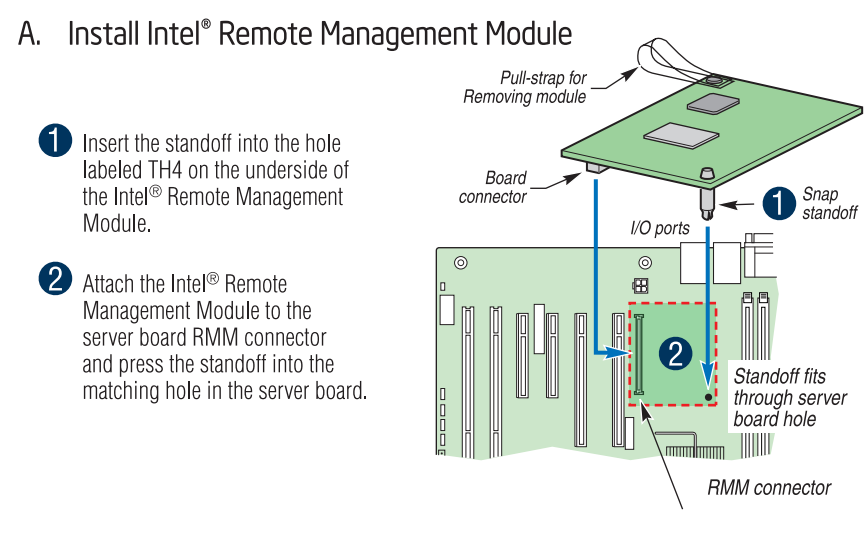 A. Install Intel® Remote Management Module
1 Insert the standoff into the hole
labeled TH4 on the underside of
the Intel® Remote Management
Module.
2 Attach the Intel® Remote
Management Module to the
server board RMM connector
and press the standoff into the
matching hole in the server board.
Pull-strap for
Removing module
Board
connector
1 Snap
standoff
I/O ports
2
Standoff fits
through server
board hole
RMM connector